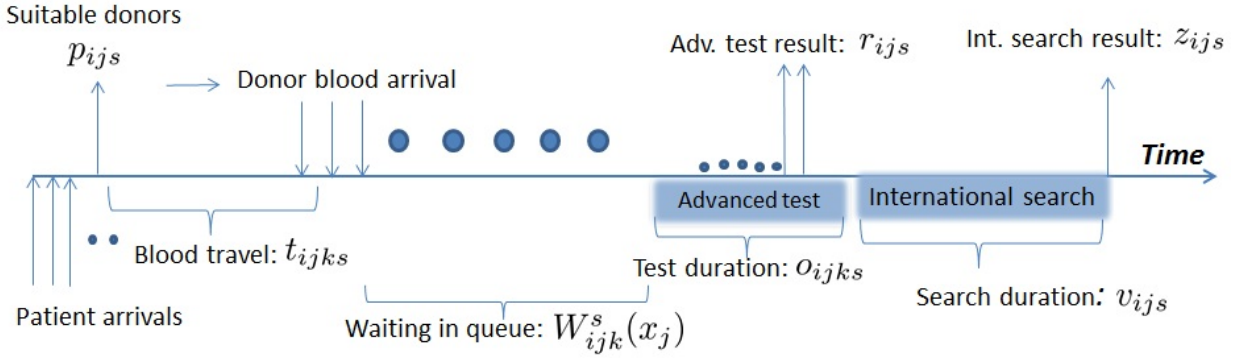 Suitable donors
p_{ijs}
Donor blood arrival
Adv. test result: r_{ijs}
Int. search result: z_{ijs}
Time
Advanced test
International search
Blood travel: t_{ijks}
Test duration: o_{ijks}
Search duration: v_{ijs}
Patient arrivals
Waiting in queue: W^s_{ijk}(x_j)